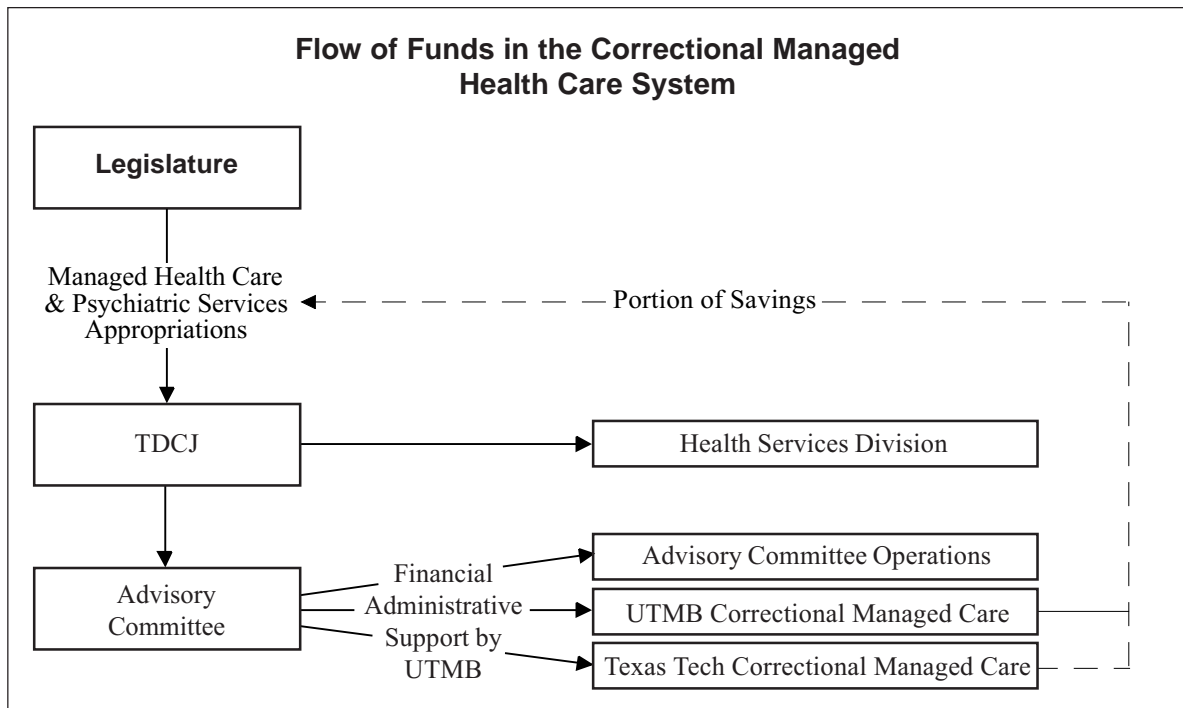 Flow of Funds in the Correctional Managed
Health Care System
Legislature
Managed Health Care
& Psychiatric Services
Appropriations
Portion of Savings
TDCJ
Health Services Division
Advisory
Committee
Financial
Administrative
Support by
UTMB
Advisory Committee Operations
UTMB Correctional Managed Care
Texas Tech Correctional Managed Care